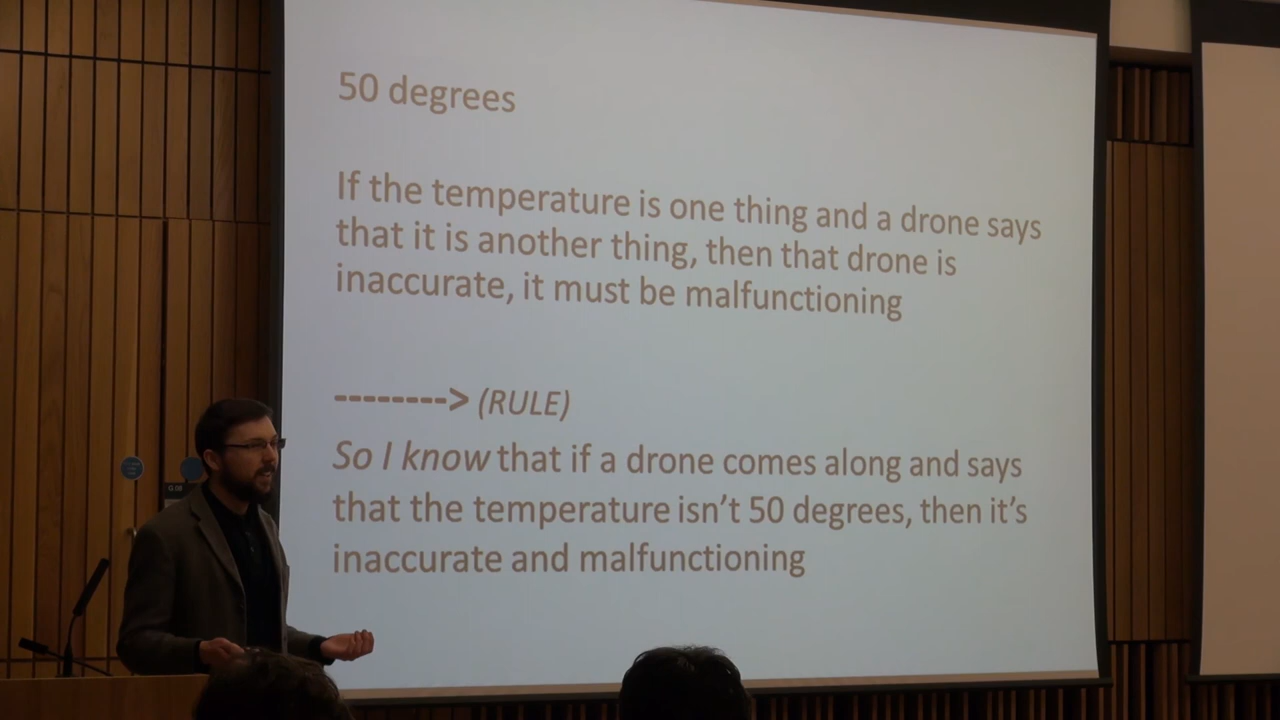 50 degrees
If the temperature is one thing and a drone says
that it is another thing, then that drone is
inaccurate, it must be malfunctioning
--------> (RULE)
So I know that if a drone comes along and says
that the temperature isn't 50 degrees, then it's
inaccurate and malfunctioning